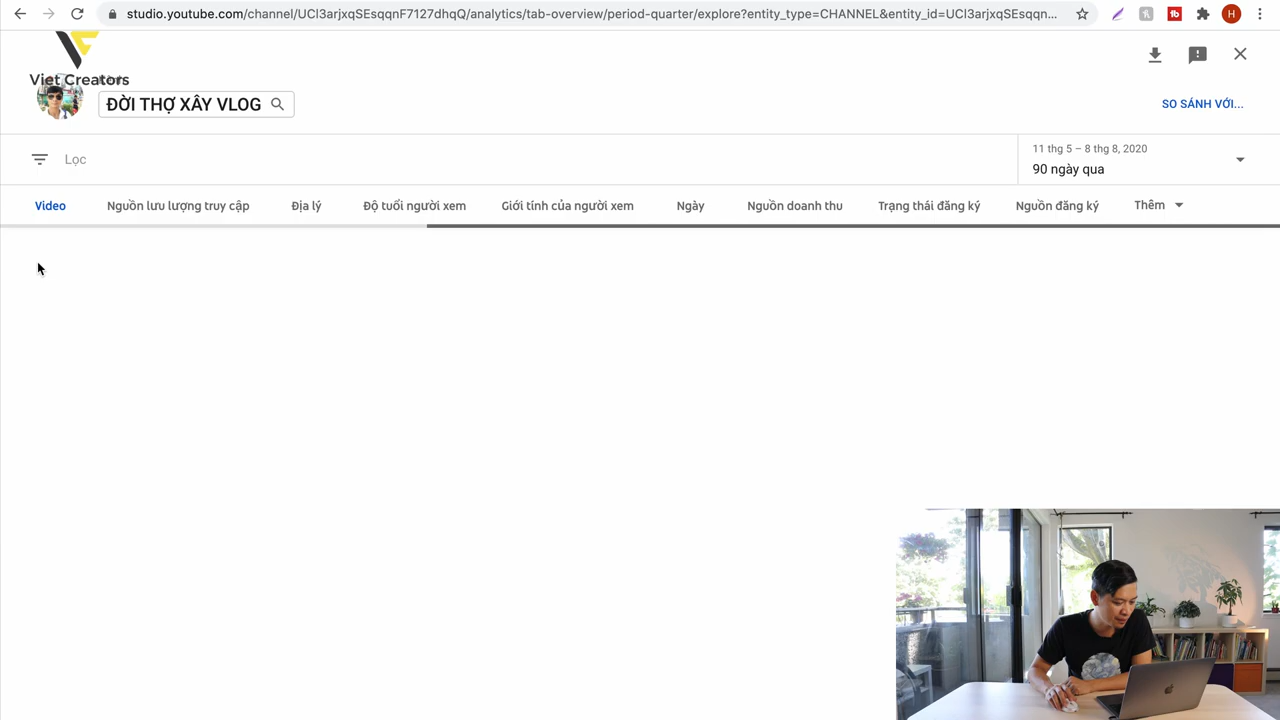 studio.youtube.com/channel/UCl3arjxqSEsqqnF7127dhqQ/analytics/tab-overview/period-quarter/explore?entity_type=CHANNEL&entity_id=UCl3arjxqSEsqqn...
H
Viet Creators
ĐỜI THỢ XÂY VLOG
SO SÁNH VỚI...
Lọc
11 thg 5 – 8 thg 8, 2020
90 ngày qua
Video
Nguồn lưu lượng truy cập
Địa lý
Độ tuổi người xem
Giới tính của người xem
Ngày
Nguồn doanh thu
Trạng thái đăng ký
Nguồn đăng ký
Thêm